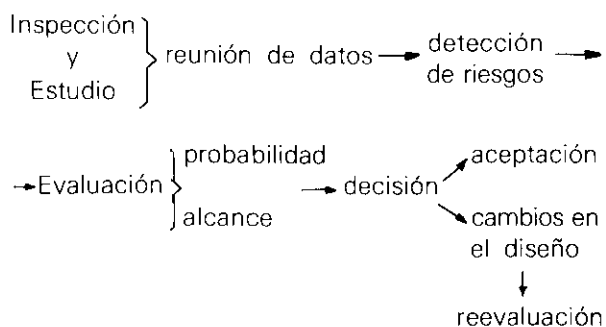 Inspección
y
Estudio
reunión de datos
detección
de riesgos
Evaluación
probabilidad
alcance
decisión
aceptación
cambios en
el diseño
reevaluación